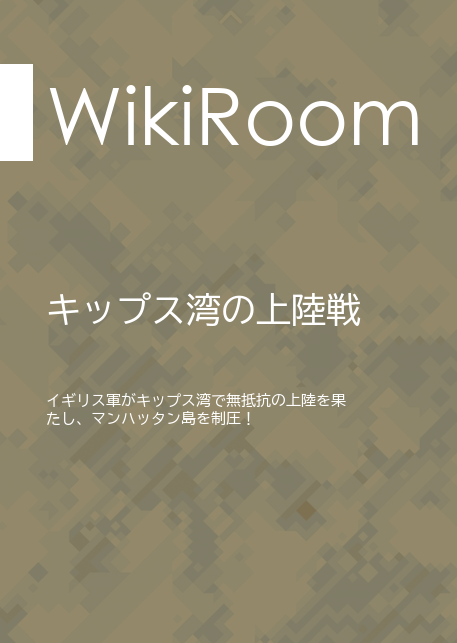 WikiRoom
キップス湾の上陸戦
イギリス軍がキップス湾で無抵抗の上陸を果
たし、マンハッタン島を制圧！